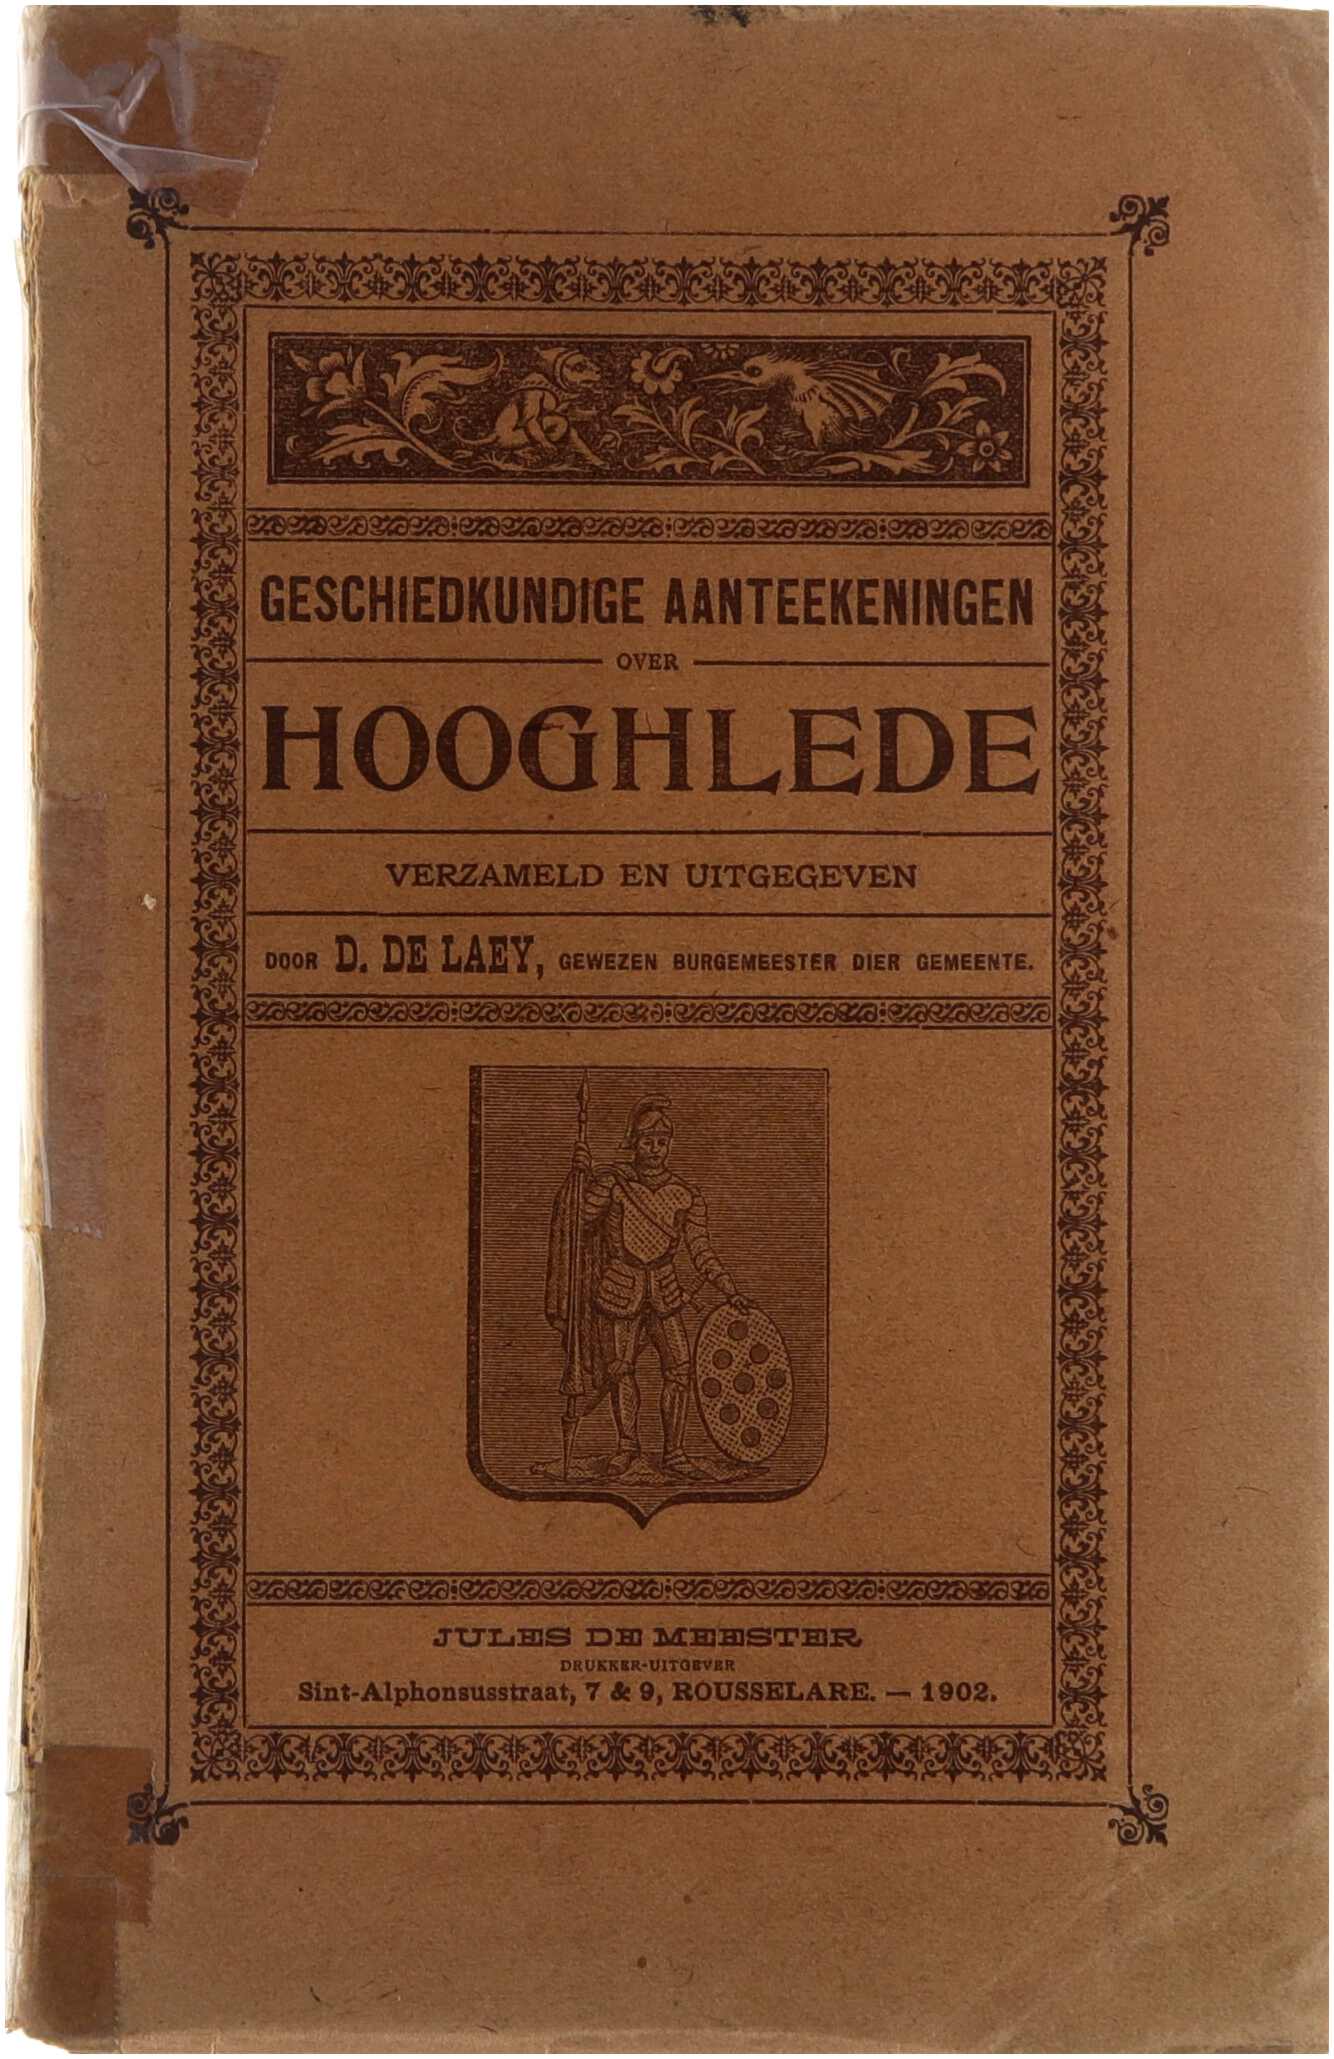 GESCHIEDKUNDIGE AANTEEKENINGEN
OVER
HOOGHLEDE
VERZAMELD EN UITGEGEVEN
DOOR D. DE LAEY, GEWEZEN BURGEMEESTER DIER GEMEENTE.
JULES DE MEESTER
DRUKKER-UITGEVER
Sint-Alphonsusstraat, 7 & 9, ROUSSELARE. — 1902.